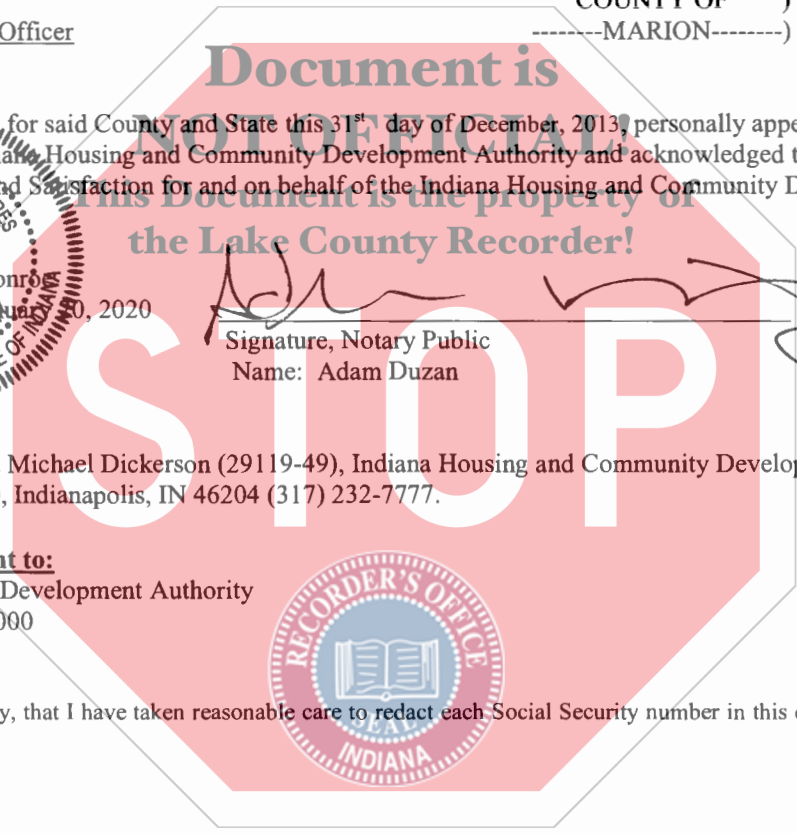 COUNTY OF )
Officer
--------MARION--------)
Document is
for said County and State this 31st day of December, 2013, personally appe
NOT OFFICIAL!
Housing and Community Development Authority and acknowledged t
nd Satisfaction for and on behalf of the Indiana Housing and Community D
This Document is the property of
the Lake County Recorder!
0, 2020
Signature, Notary Public
Name: Adam Duzan
STOP
Michael Dickerson (29119-49), Indiana Housing and Community Develop
, Indianapolis, IN 46204 (317) 232-7777.
nt to:
Development Authority
000
RECORDER'S OFFICE
SEAL
INDIANA
y, that I have taken reasonable care to redact each Social Security number in this
OF INDIANA